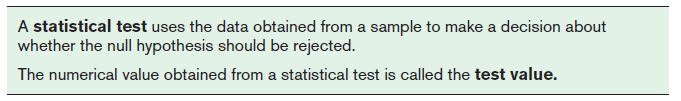 A statistical test uses the data obtained from a sample to make a decision about
whether the null hypothesis should be rejected.
The numerical value obtained from a statistical test is called the test value.